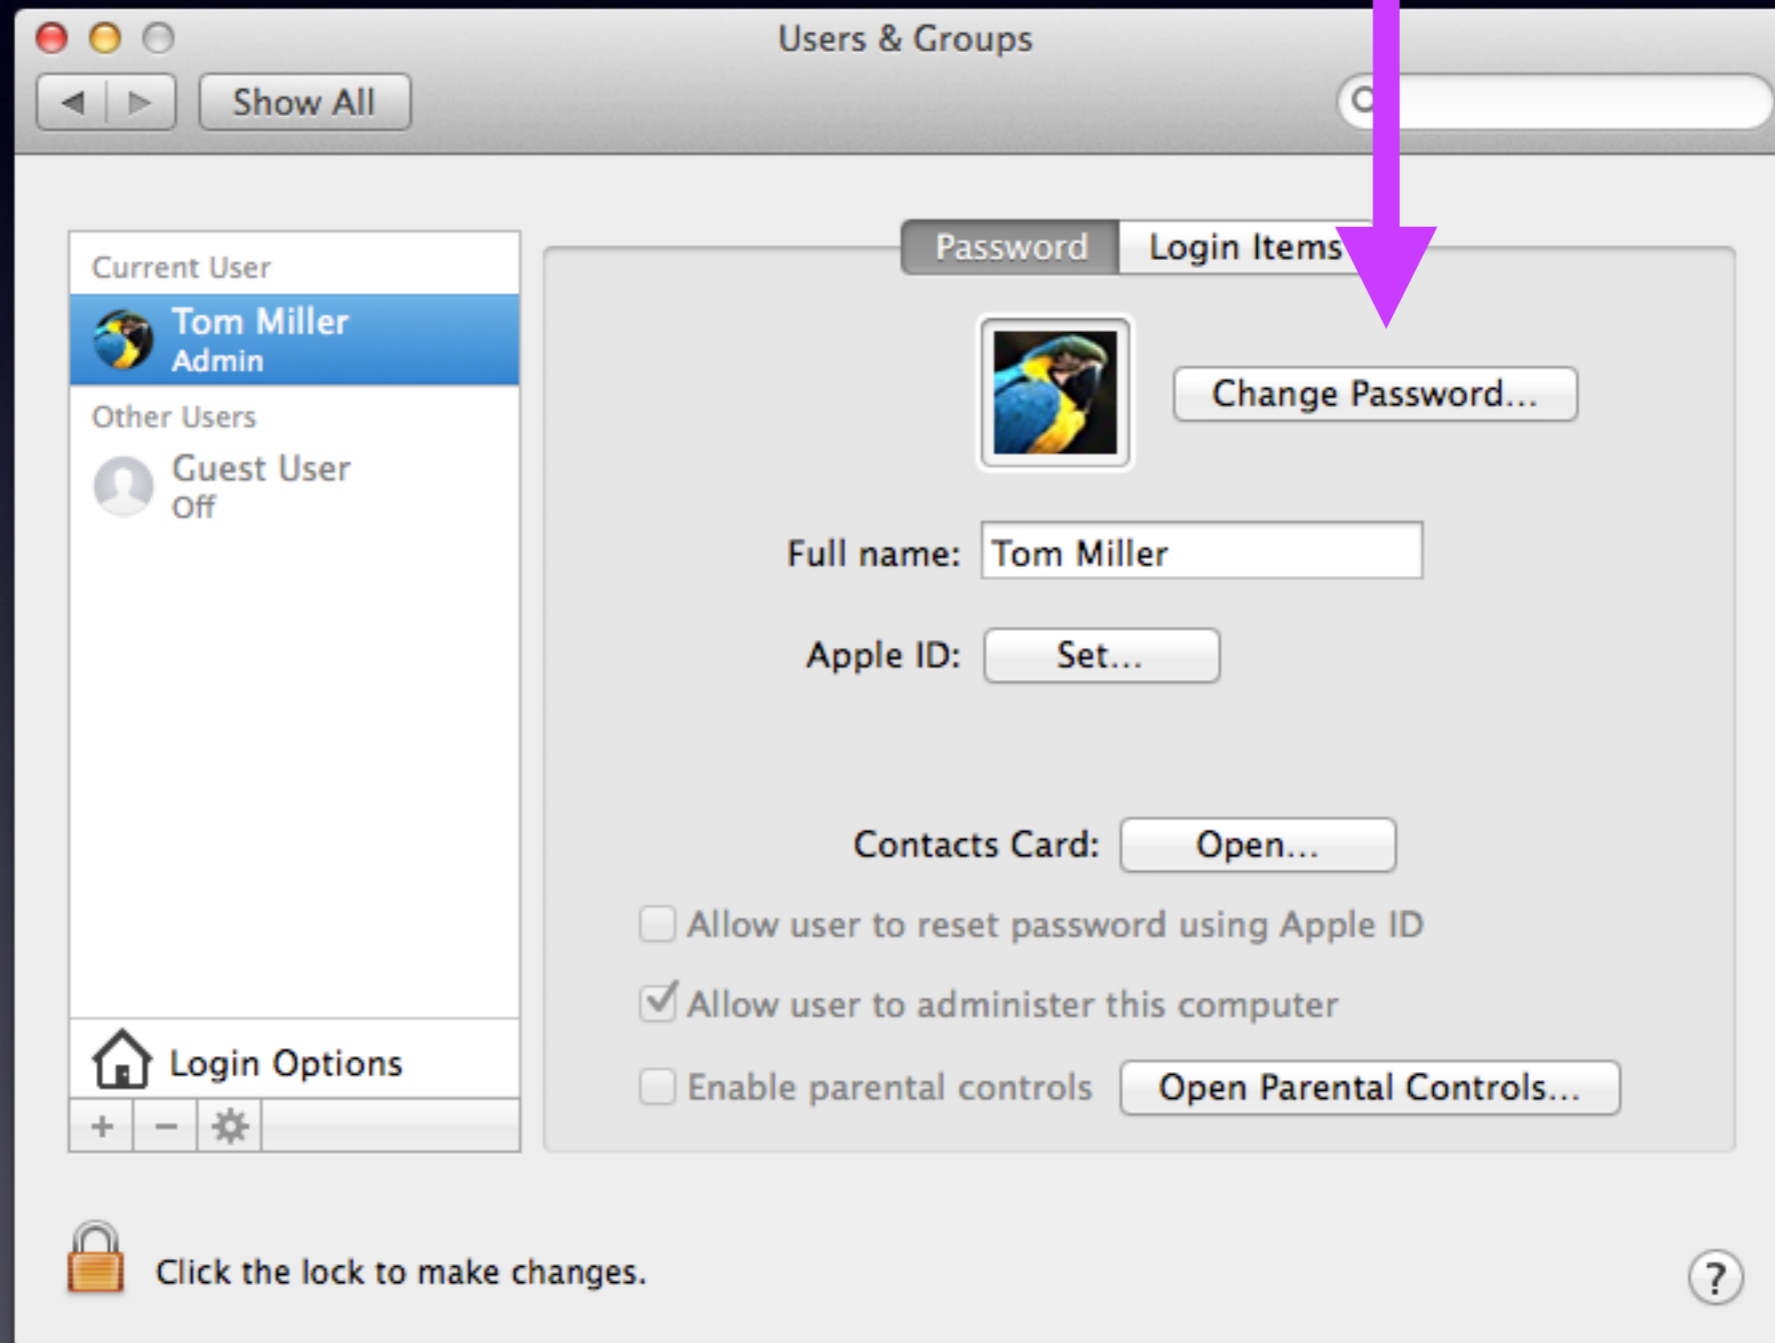 Users & Groups
Show All
Current User
Tom Miller
Admin
Other Users
Guest User
Off
Login Options
Password
Login Items
Change Password...
Full name: Tom Miller
Apple ID: Set...
Contacts Card: Open...
Allow user to reset password using Apple ID
Allow user to administer this computer
Enable parental controls Open Parental Controls...
Click the lock to make changes.
?